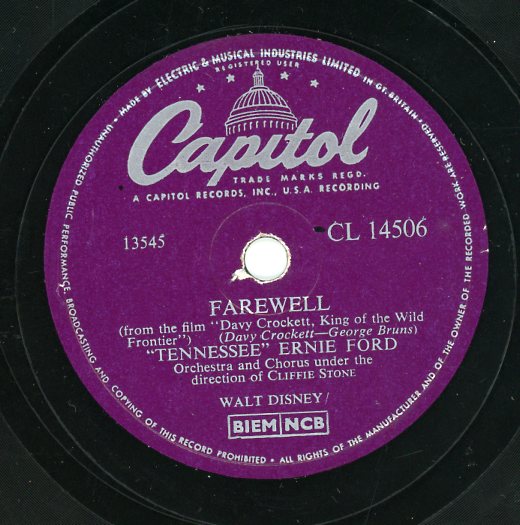 MADE BY ELECTRIC & MUSICAL INDUSTRIES LIMITED IN GT. BRITAIN •
REGISTERED USER
Capitol
TRADE MARKS REGD.
A CAPITOL RECORDS, INC., U.S.A. RECORDING
13545
CL 14506
FAREWELL
(from the film "Davy Crockett, King of the Wild
Frontier") (Davy Crockett—George Bruns)
"TENNESSEE" ERNIE FORD
Orchestra and Chorus under the
direction of CLIFFIE STONE
WALT DISNEY/
BIEM NCB
UNAUTHORIZED PUBLIC PERFORMANCE, BROADCASTING AND COPYING OF THIS RECORD PROHIBITED • ALL RIGHTS OF THE MANUFACTURER AND OF THE OWNER OF THE RECORDED WORK ARE RESERVED.